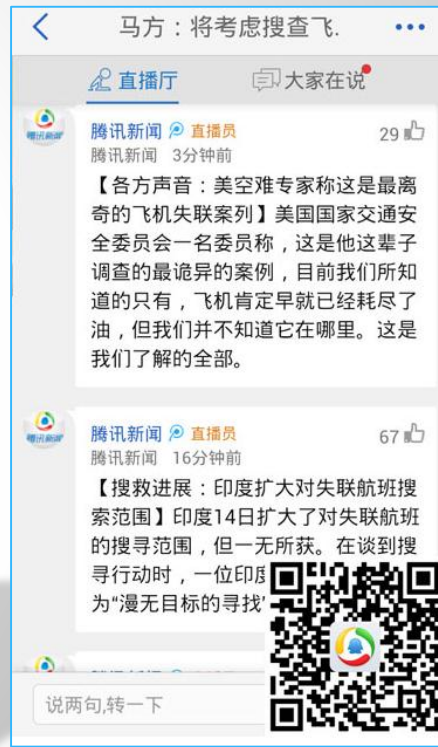 马方：将考虑搜查飞.
直播厅
大家在说
腾讯新闻 直播员
29
腾讯新闻 3分钟前
【各方声音：美空难专家称这是最离
奇的飞机失联案列】美国国家交通安
全委员会一名委员称，这是他这辈子
调查的最诡异的案例，目前我们所知
道的只有，飞机肯定早就已经耗尽了
油，但我们并不知道它在哪里。这是
我们了解的全部。
腾讯新闻 直播员
67
腾讯新闻 16分钟前
【搜救进展：印度扩大对失联航班搜
索范围】印度14日扩大了对失联航班
的搜寻范围，但一无所获。在谈到搜
寻行动时，一位印度
为“漫无目标的寻找”
说两句,转一下